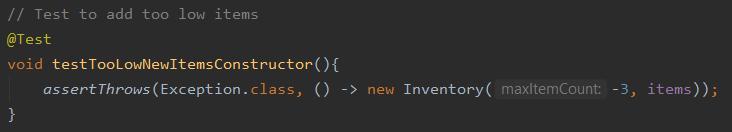 // Test to add too low items
@Test
void testTooLowNewItemsConstructor(){
assertThrows(Exception.class, () -> new Inventory( maxItemCount: -3, items));
}